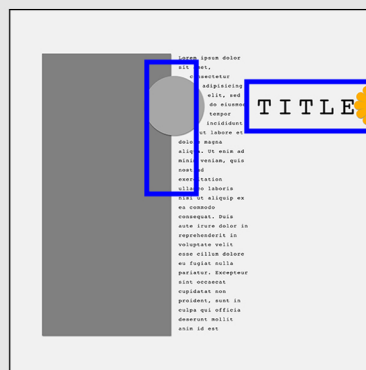 Lorem ipsum dolor
sit amet,
consectetur
adipisicing
elit, sed
do eiusmod
tempor
incididunt
ut labore et
dolore magna
aliqua. Ut enim ad
minim veniam, quis
nostrud
exercitation
ullamco laboris
nisi ut aliquip ex
ea commodo
consequat. Duis
aute irure dolor in
reprehenderit in
voluptate velit
esse cillum dolore
eu fugiat nulla
pariatur. Excepteur
sint occaecat
cupidatat non
proident, sunt in
culpa qui officia
deserunt mollit
anim id est
TITLE